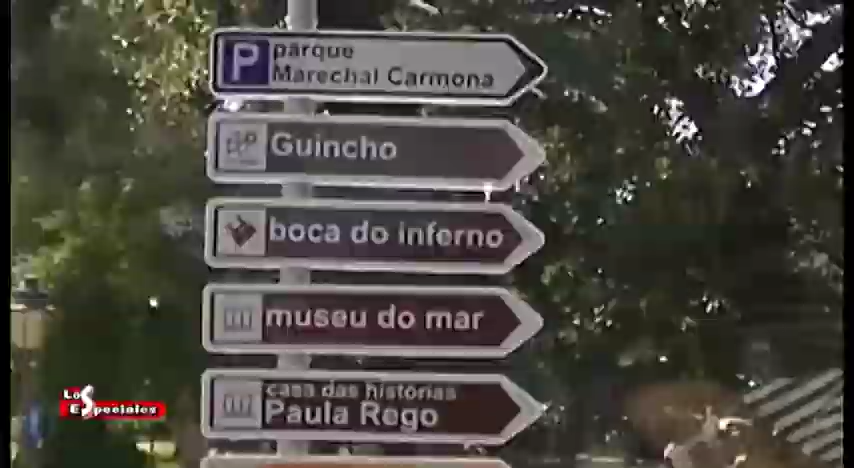 P
parque
Marechal Carmona
Guincho
boca do inferno
museu do mar
casa das histórias
Paula Rego
Los
Especiales